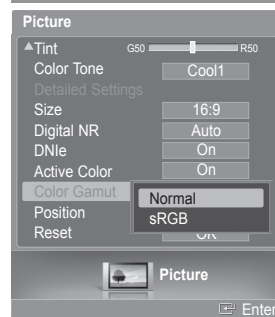 Picture
Tint G50 R50
Color Tone Cool1
Detailed Settings
Size 16:9
Digital NR Auto
DNIe On
Active Color On
Color Gamut Normal
sRGB
Position
Reset OK
Picture
Enter